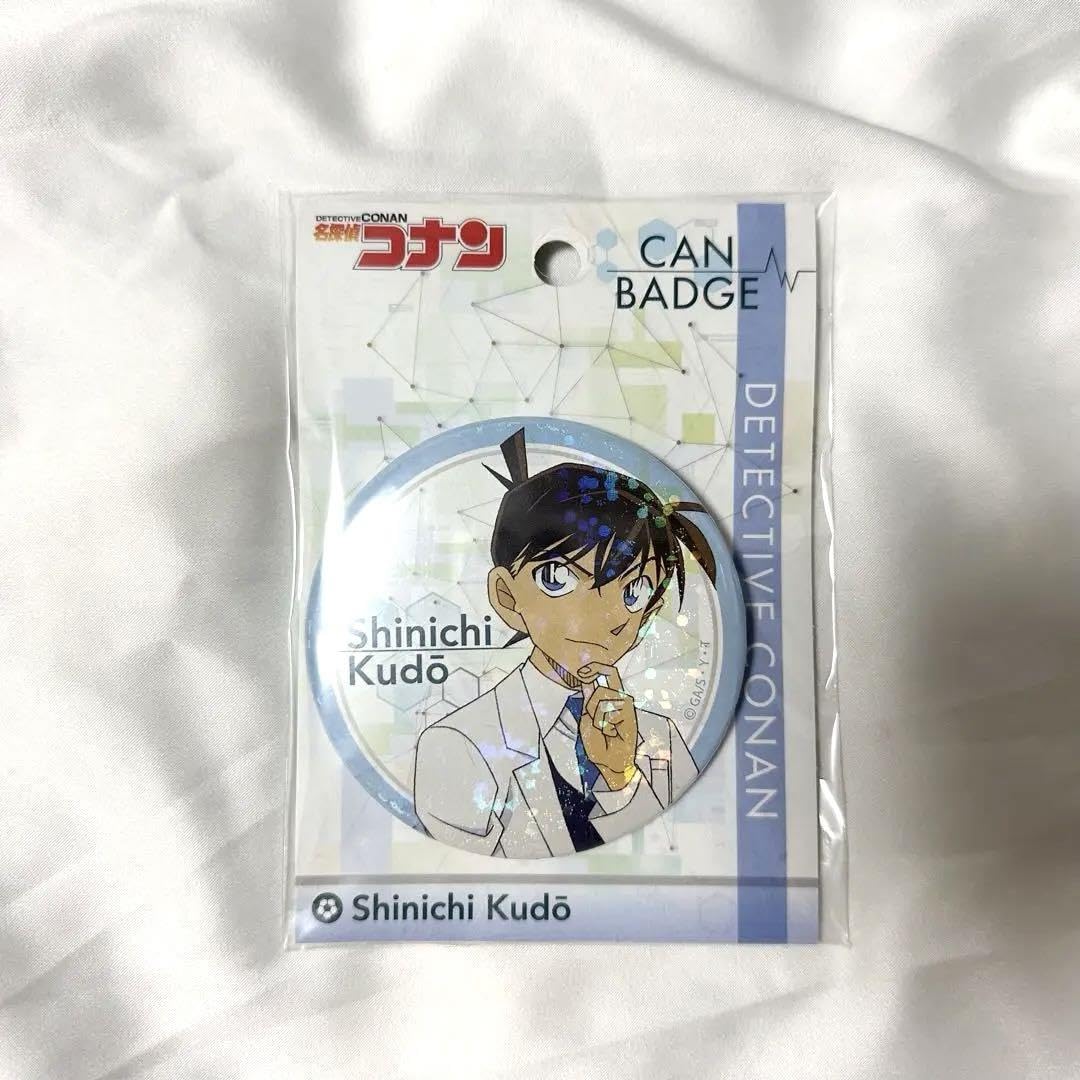 DETECTIVE CONAN
名探偵コナン
CAN
BADGE
DETECTIVE CONAN
Shinichi
Kudō
©GA/S・Y・T
Shinichi Kudō